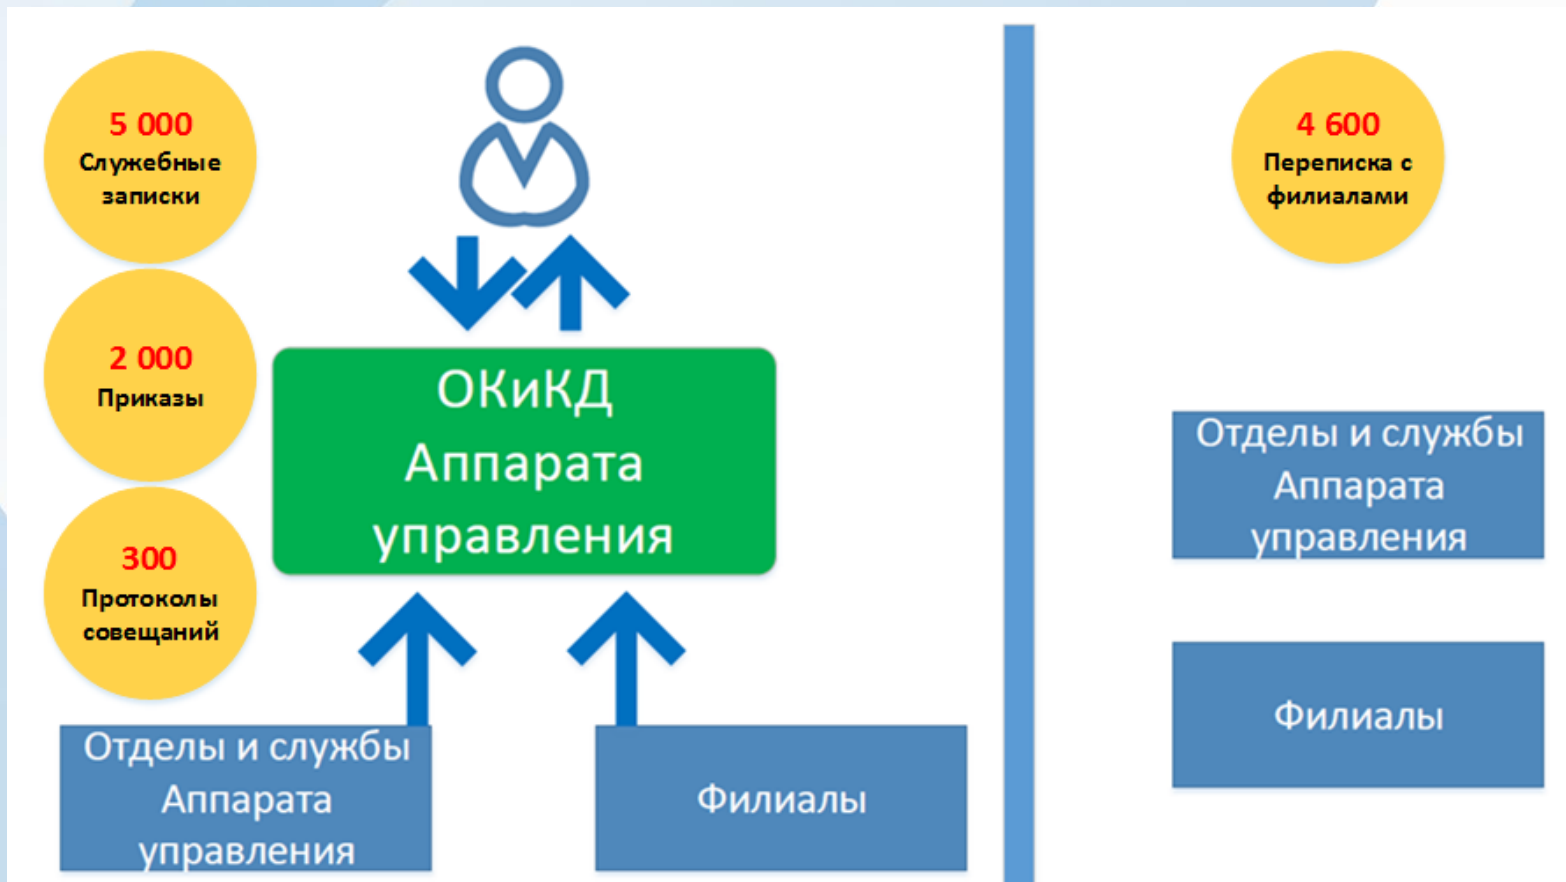 5 000
Служебные
записки
2 000
Приказы
300
Протоколы
совещаний
ОКиКД
Аппарата
управления
Отделы и службы
Аппарата
управления
Филиалы
4 600
Переписка с
филиалами
Отделы и службы
Аппарата
управления
Филиалы